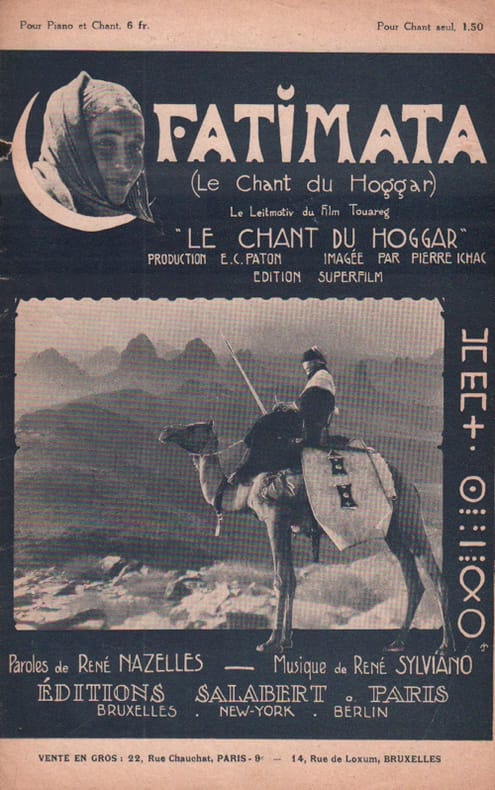 Pour Piano et Chant, 6 fr.
Pour Chant seul, 1.50
FATIMATA
(Le Chant du Hoggar)
Le Leitmotiv du film Touareg
"LE CHANT DU HOGGAR"
PRODUCTION E.C. PATON IMAGÉE PAR PIERRE ICHAC
EDITION SUPERFILM
Paroles de RENÉ NAZELLES — Musique de RENÉ SYLVIANO
ÉDITIONS SALABERT . PARIS
BRUXELLES . NEW-YORK . BERLIN
VENTE EN GROS : 22, Rue Chauchat, PARIS - 9e — 14, Rue de Loxum, BRUXELLES